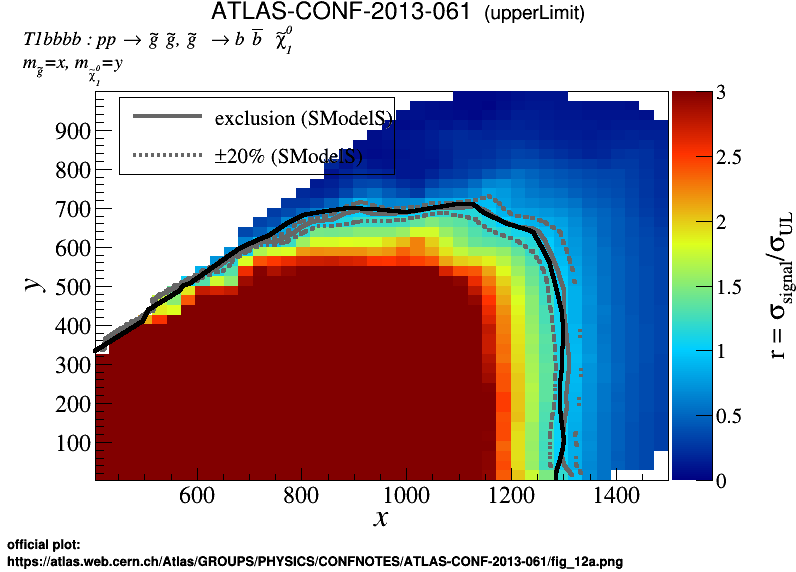 ATLAS-CONF-2013-061 (upperLimit)
T1bbbb : pp → g̃ g̃, g̃ → b b̅ χ̃₁⁰
m_g̃=x, m_χ̃₁⁰=y
exclusion (SModelS)
±20% (SModelS)
900
800
700
600
500
400
300
200
100
y
600 800 1000 1200 1400
x
3
2.5
2
1.5
1
0.5
0
r = σ_signal/σ_UL
official plot:
https://atlas.web.cern.ch/Atlas/GROUPS/PHYSICS/CONFNOTES/ATLAS-CONF-2013-061/fig_12a.png